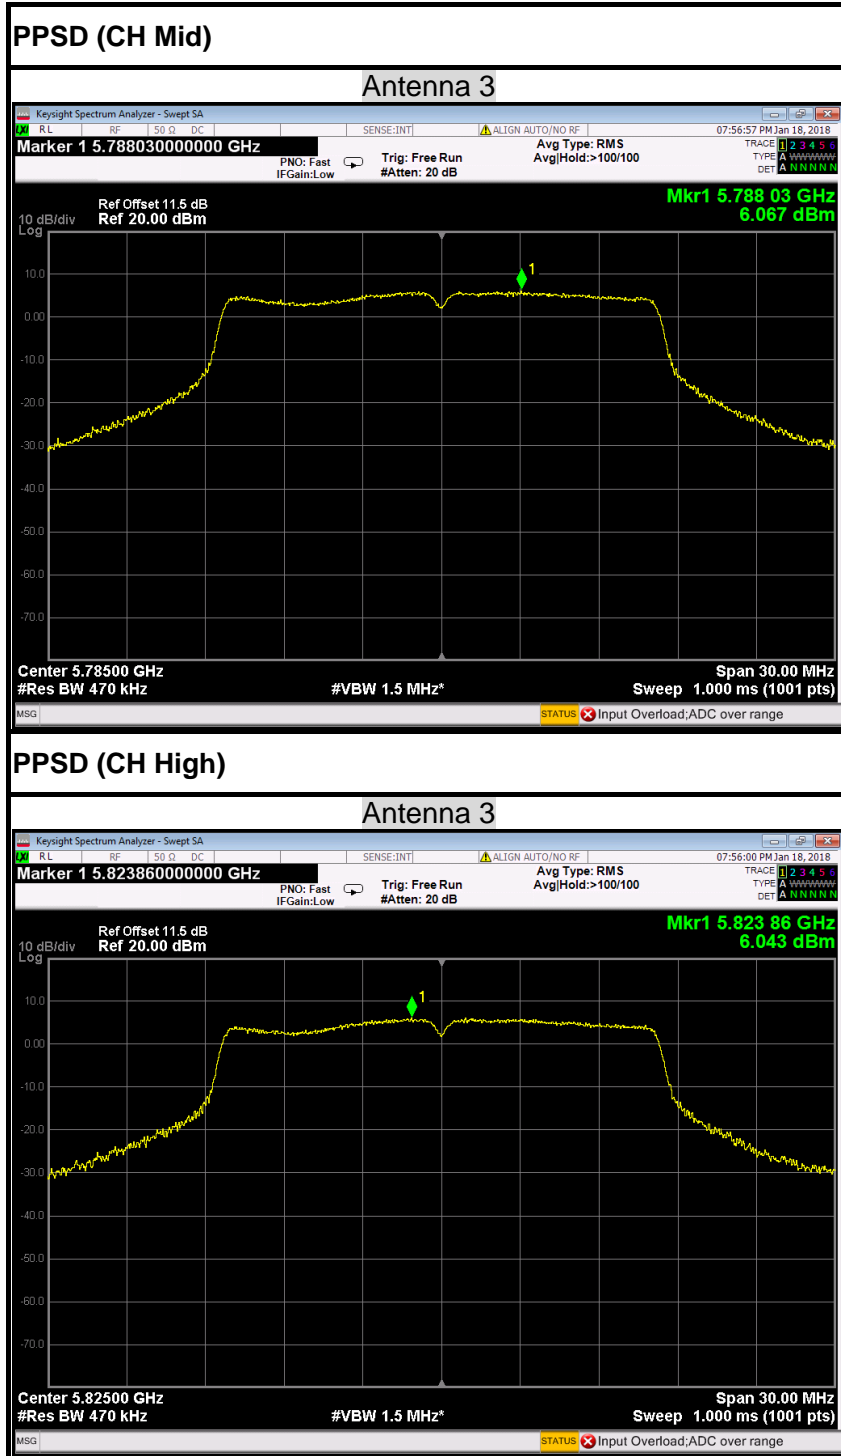 PPSD (CH Mid)
Antenna 3
Keysight Spectrum Analyzer - Swept SA
LXI RL RF 50 Ω DC SENSE:INT ALIGN AUTO/NO RF 07:56:57 PM Jan 18, 2018
Marker 1 5.788030000000 GHz
PNO: Fast
IFGain:Low
Trig: Free Run
#Atten: 20 dB
Avg Type: RMS
Avg|Hold:>100/100
TRACE 1 2 3 4 5 6
TYPE A WWWWW
DET A N N N N N
Mkr1 5.788 03 GHz
6.067 dBm
Ref Offset 11.5 dB
10 dB/div Ref 20.00 dBm
Log
1
10.0
0.00
-10.0
-20.0
-30.0
-40.0
-50.0
-60.0
-70.0
Center 5.78500 GHz Span 30.00 MHz
#Res BW 470 kHz #VBW 1.5 MHz* Sweep 1.000 ms (1001 pts)
MSG STATUS Input Overload;ADC over range
PPSD (CH High)
Antenna 3
Keysight Spectrum Analyzer - Swept SA
LXI RL RF 50 Ω DC SENSE:INT ALIGN AUTO/NO RF 07:56:00 PM Jan 18, 2018
Marker 1 5.823860000000 GHz
PNO: Fast
IFGain:Low
Trig: Free Run
#Atten: 20 dB
Avg Type: RMS
Avg|Hold:>100/100
TRACE 1 2 3 4 5 6
TYPE A WWWWW
DET A N N N N N
Mkr1 5.823 86 GHz
6.043 dBm
Ref Offset 11.5 dB
10 dB/div Ref 20.00 dBm
Log
1
10.0
0.00
-10.0
-20.0
-30.0
-40.0
-50.0
-60.0
-70.0
Center 5.82500 GHz Span 30.00 MHz
#Res BW 470 kHz #VBW 1.5 MHz* Sweep 1.000 ms (1001 pts)
MSG STATUS Input Overload;ADC over range